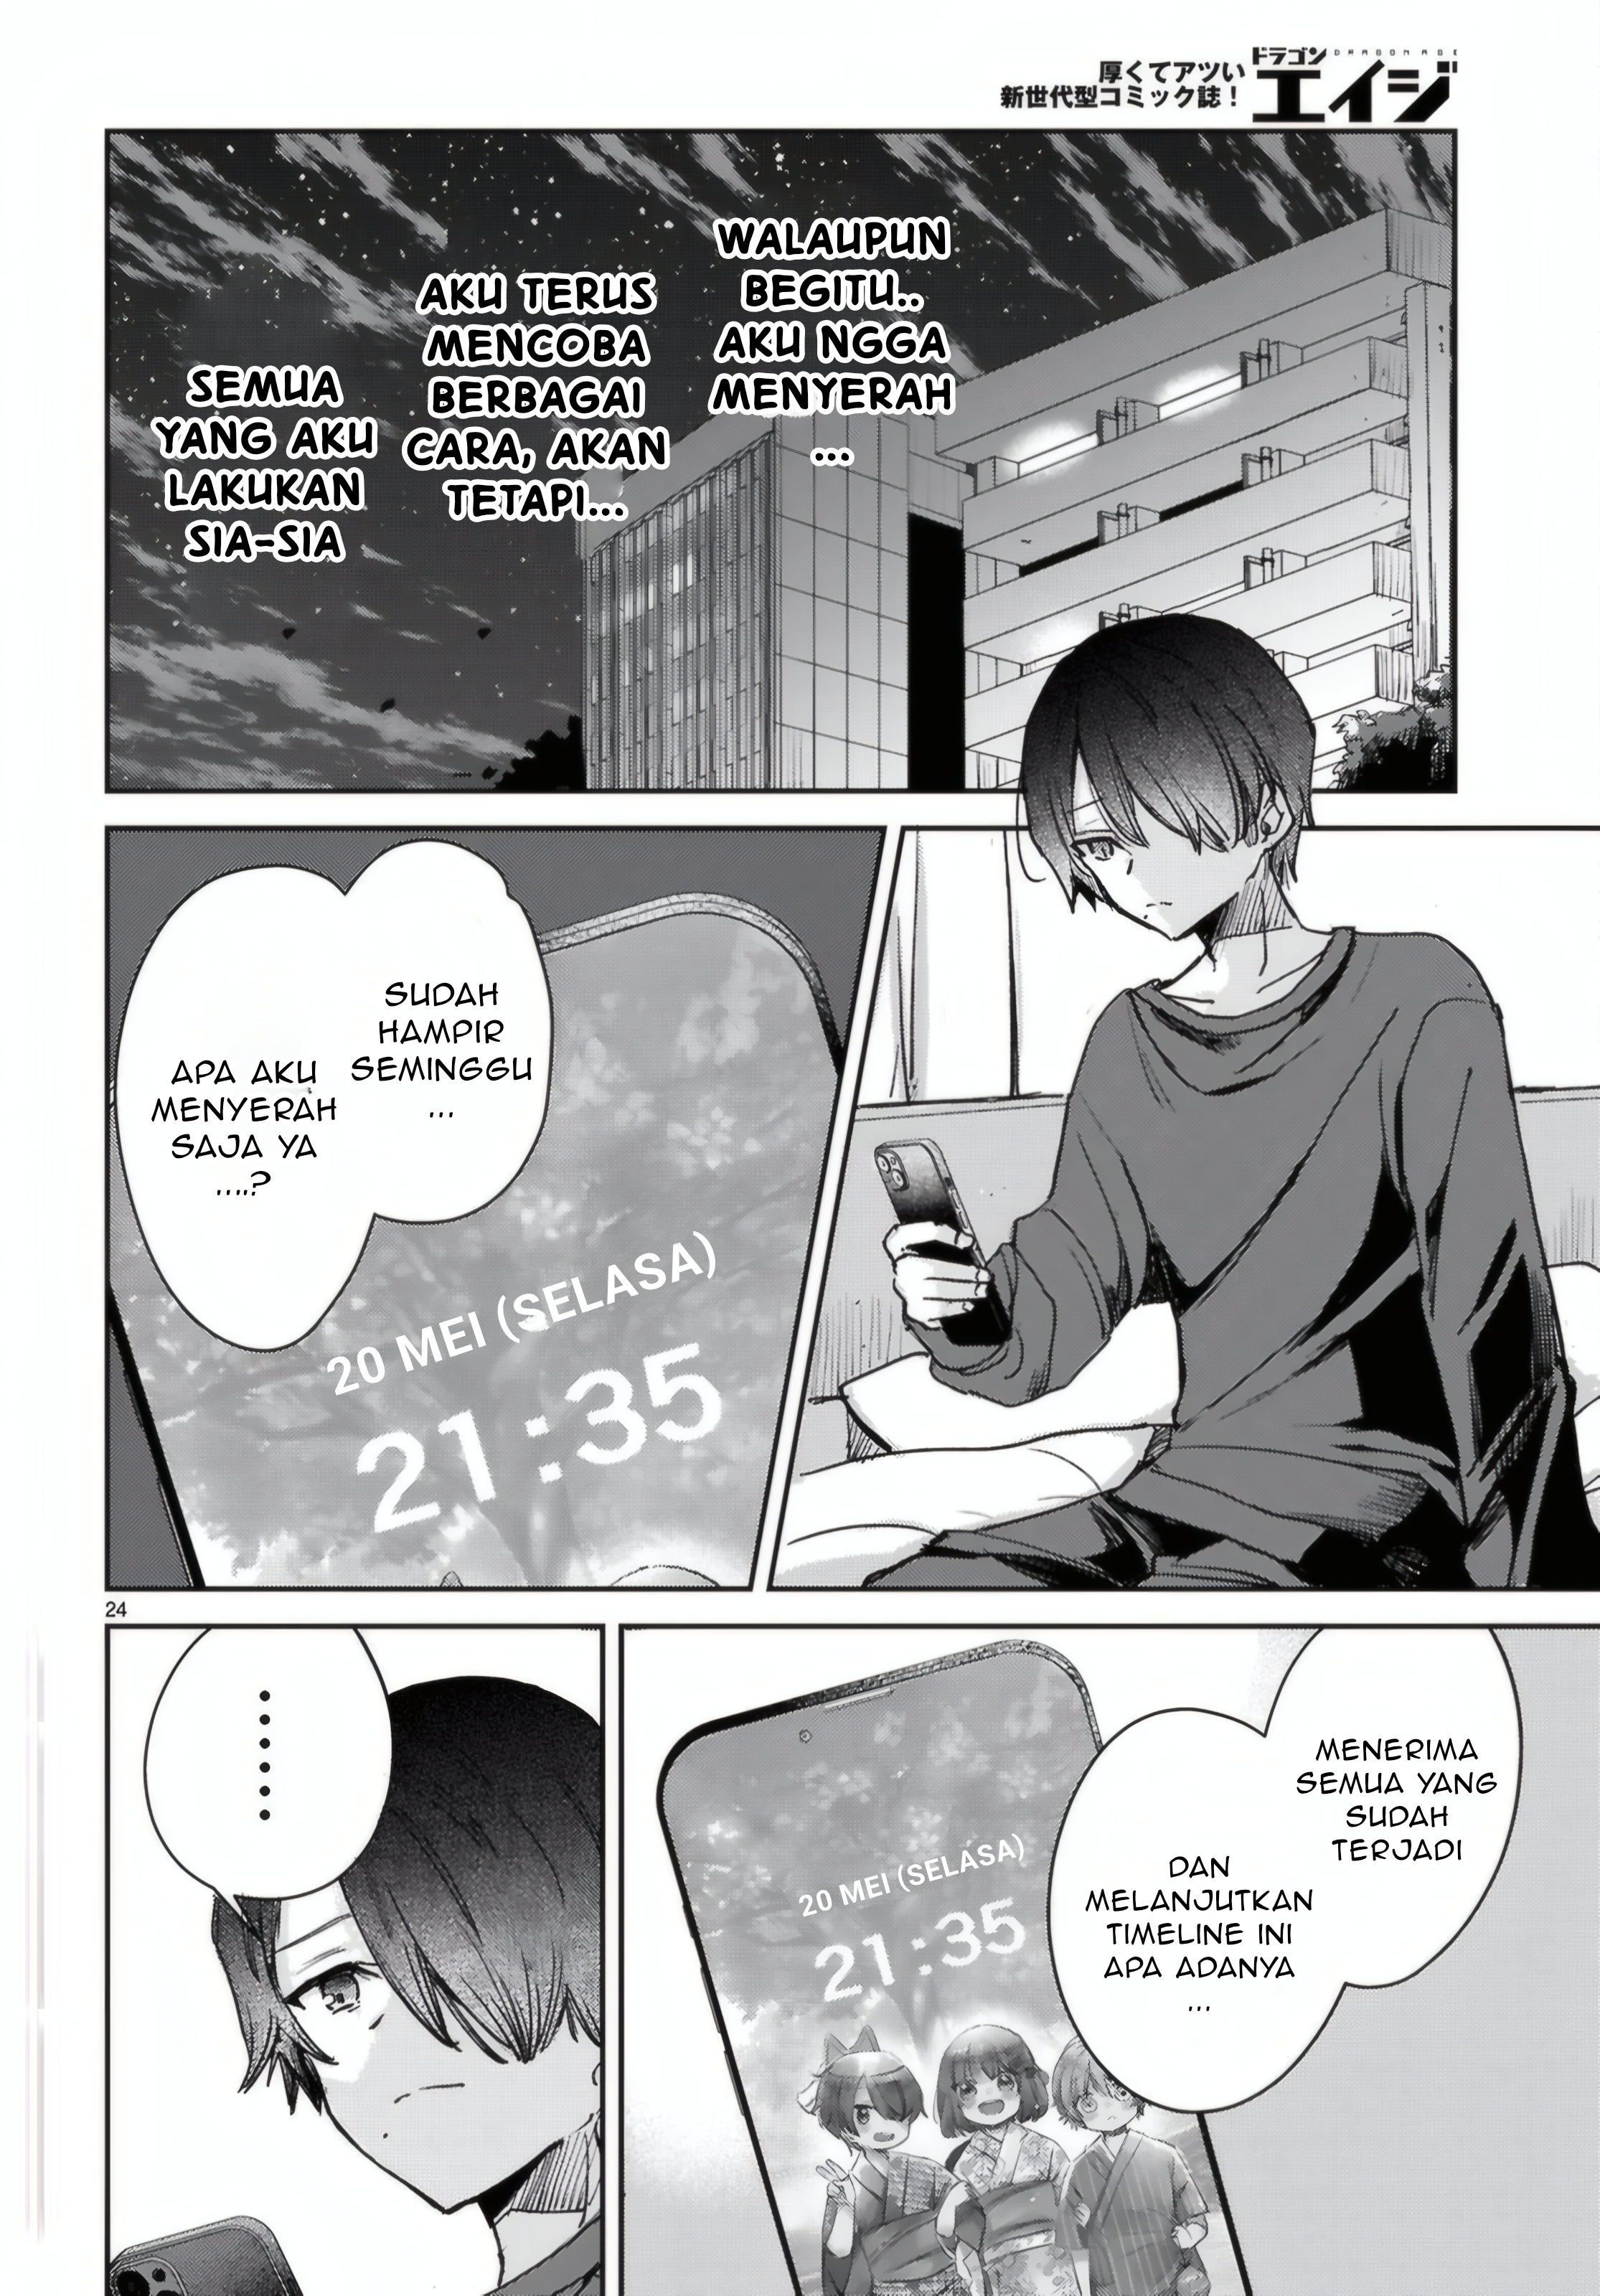 厚くてアツい
新世代型コミック誌！
ドラゴン
DRAGON AGE
エイジ
WALAUPUN
BEGITU..
AKU NGGA
MENYERAH
...
AKU TERUS
MENCOBA
BERBAGAI
CARA, AKAN
TETAPI...
SEMUA
YANG AKU
LAKUKAN
SIA-SIA
SUDAH
HAMPIR
SEMINGGU
...
APA AKU
MENYERAH
SAJA YA
.....?
20 MEI (SELASA)
21:35
24
MENERIMA
SEMUA YANG
SUDAH
TERJADI
DAN
MELANJUTKAN
TIMELINE INI
APA ADANYA
...
20 MEI (SELASA)
21:35
......